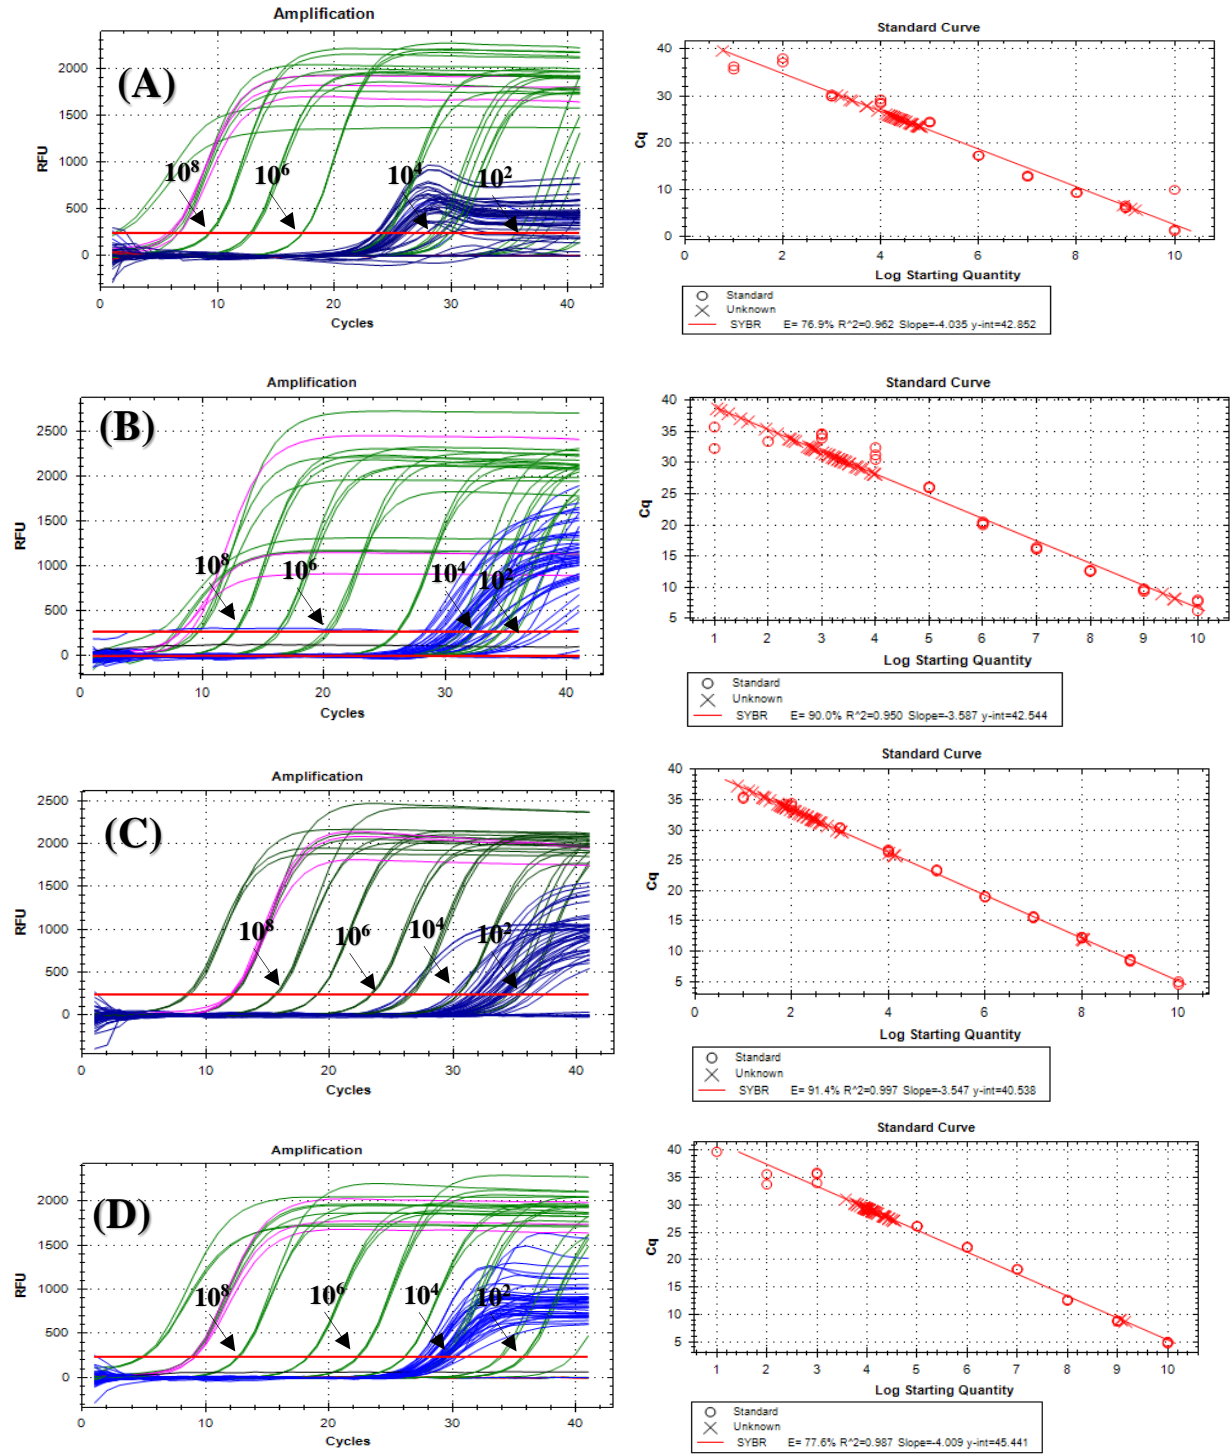 Amplification
(A)
2000
1500
1000
500
0
RFU
10⁸
10⁶
10⁴
10²
0
10
20
30
40
Cycles
Standard Curve
40
30
20
10
0
Cq
0
2
4
6
8
10
Log Starting Quantity
Standard
Unknown
SYBR E= 76.9% R^2=0.962 Slope=-4.035 y-int=42.852
Amplification
(B)
2500
2000
1500
1000
500
0
RFU
10⁸
10⁶
10⁴
10²
0
10
20
30
40
Cycles
Standard Curve
40
35
30
25
20
15
10
5
Cq
1
2
3
4
5
6
7
8
9
10
Log Starting Quantity
Standard
Unknown
SYBR E= 90.0% R^2=0.950 Slope=-3.587 y-int=42.544
Amplification
(C)
2500
2000
1500
1000
500
0
RFU
10⁸
10⁶
10⁴
10²
0
10
20
30
40
Cycles
Standard Curve
40
35
30
25
20
15
10
5
Cq
0
2
4
6
8
10
Log Starting Quantity
Standard
Unknown
SYBR E= 91.4% R^2=0.997 Slope=-3.547 y-int=40.538
Amplification
(D)
2000
1500
1000
500
0
RFU
10⁸
10⁶
10⁴
10²
0
10
20
30
40
Cycles
Standard Curve
40
35
30
25
20
15
10
5
Cq
1
2
3
4
5
6
7
8
9
10
Log Starting Quantity
Standard
Unknown
SYBR E= 77.6% R^2=0.987 Slope=-4.009 y-int=45.441